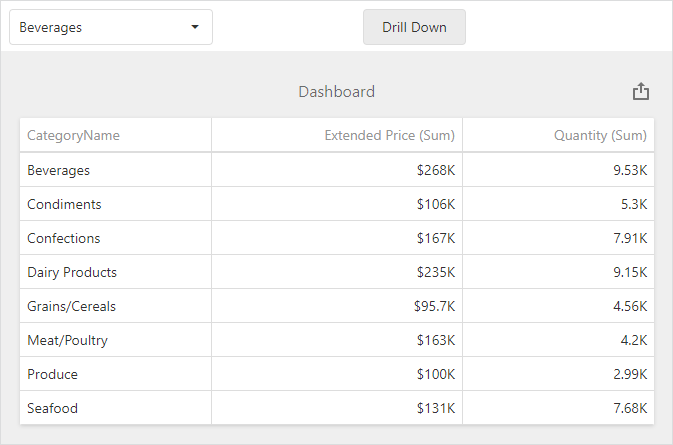 Beverages Drill Down
Dashboard
CategoryName Extended Price (Sum) Quantity (Sum)
Beverages $268K 9.53K
Condiments $106K 5.3K
Confections $167K 7.91K
Dairy Products $235K 9.15K
Grains/Cereals $95.7K 4.56K
Meat/Poultry $163K 4.2K
Produce $100K 2.99K
Seafood $131K 7.68K